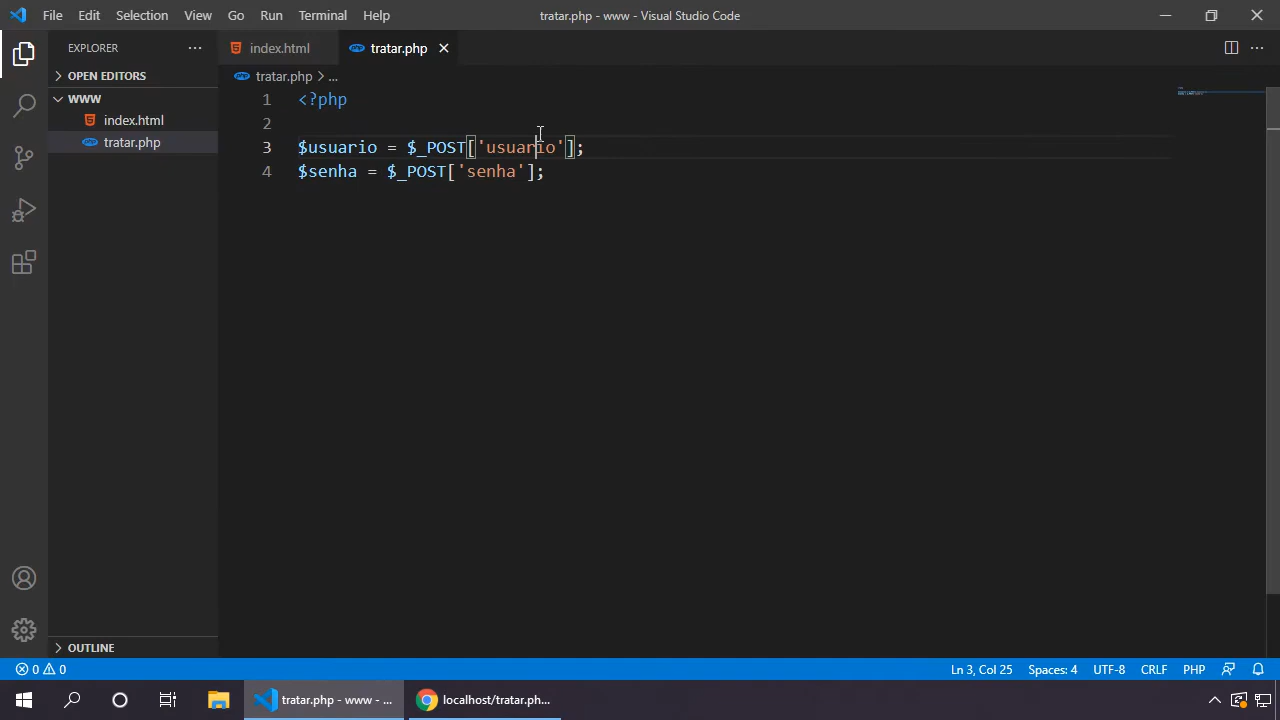 File Edit Selection View Go Run Terminal Help tratar.php - www - Visual Studio Code
EXPLORER
index.html tratar.php
OPEN EDITORS
WWW
index.html
tratar.php
tratar.php > ...
1 <?php
2
3 $usuario = $_POST['usuario'];
4 $senha = $_POST['senha'];
OUTLINE
0 0 Ln 3, Col 25 Spaces: 4 UTF-8 CRLF PHP
tratar.php - www - ... localhost/tratar.ph...